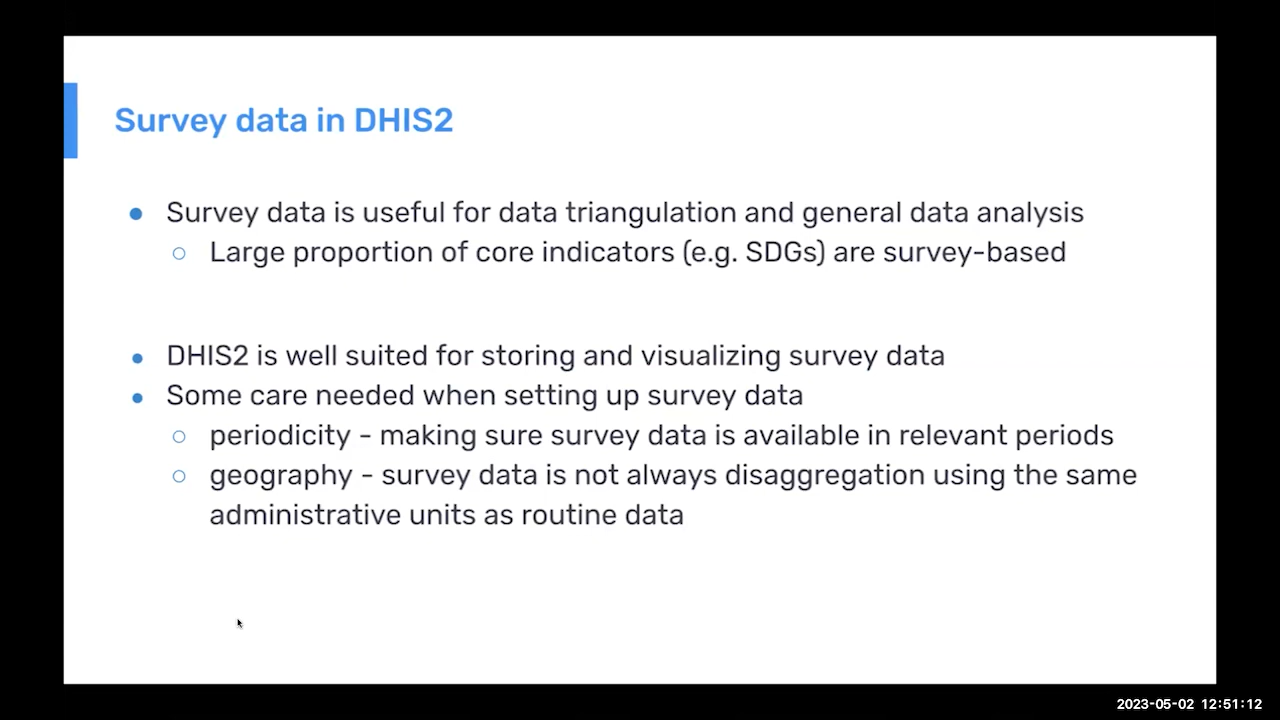 Survey data in DHIS2
● Survey data is useful for data triangulation and general data analysis
○ Large proportion of core indicators (e.g. SDGs) are survey-based
● DHIS2 is well suited for storing and visualizing survey data
● Some care needed when setting up survey data
○ periodicity - making sure survey data is available in relevant periods
○ geography - survey data is not always disaggregation using the same
administrative units as routine data
2023-05-02 12:51:12